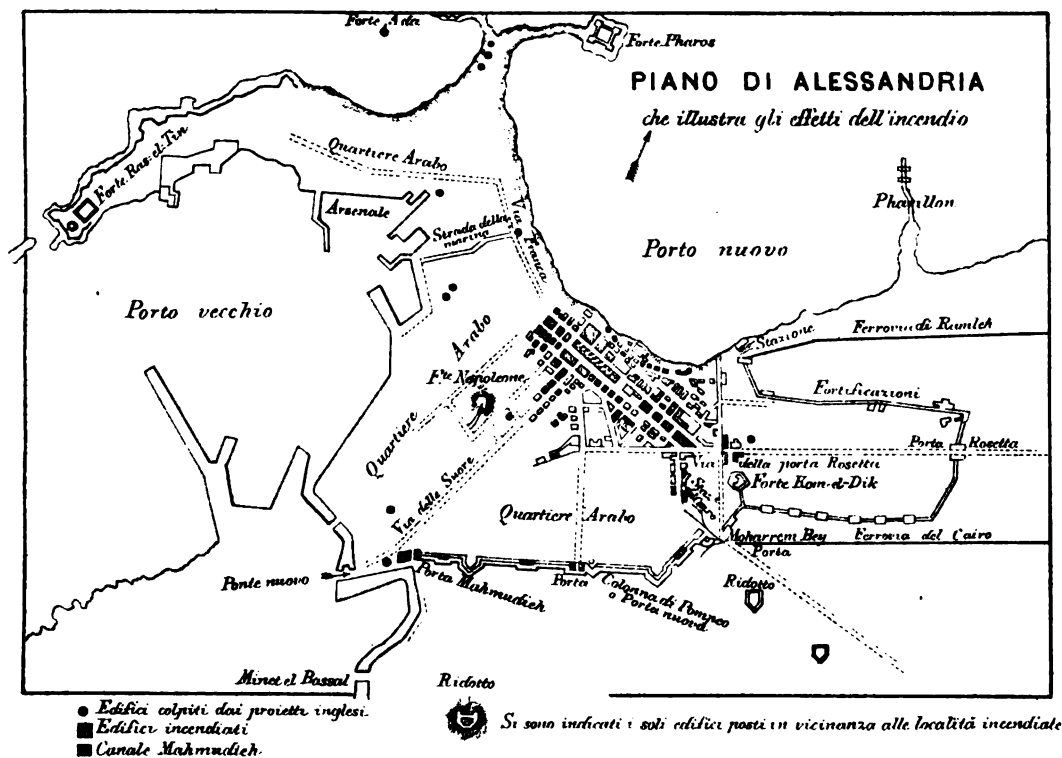 Forte Ada
Forte Pharos
PIANO DI ALESSANDRIA
che illustra gli effetti dell'incendio
Forte Ras-el-Tin
Quartiere Arabo
Arsenale
Strada della
marina
Via Franca
Porto nuovo
Pharillon
Porto vecchio
Stazione
Ferrovia di Ramleh
Quartiere Arabo
Fte Napoleone
Fortificazioni
Porta Rosetta
Via della porta Rosetta
Forte Kom-el-Dik
Via delle Suore
Quartiere Arabo
Moharrem Bey
Porta
Ferrovia del Cairo
Ponte nuovo
Porta Mahmudieh
Porta
Colonna di Pompeo
o Porta nuova
Ridotto
Minet el Bassal
Ridotto
Edifici colpiti dai proietti inglesi
Edifici incendiati
Canale Mahmudieh
Si sono indicati i soli edifici posti in vicinanza alle località incendiate